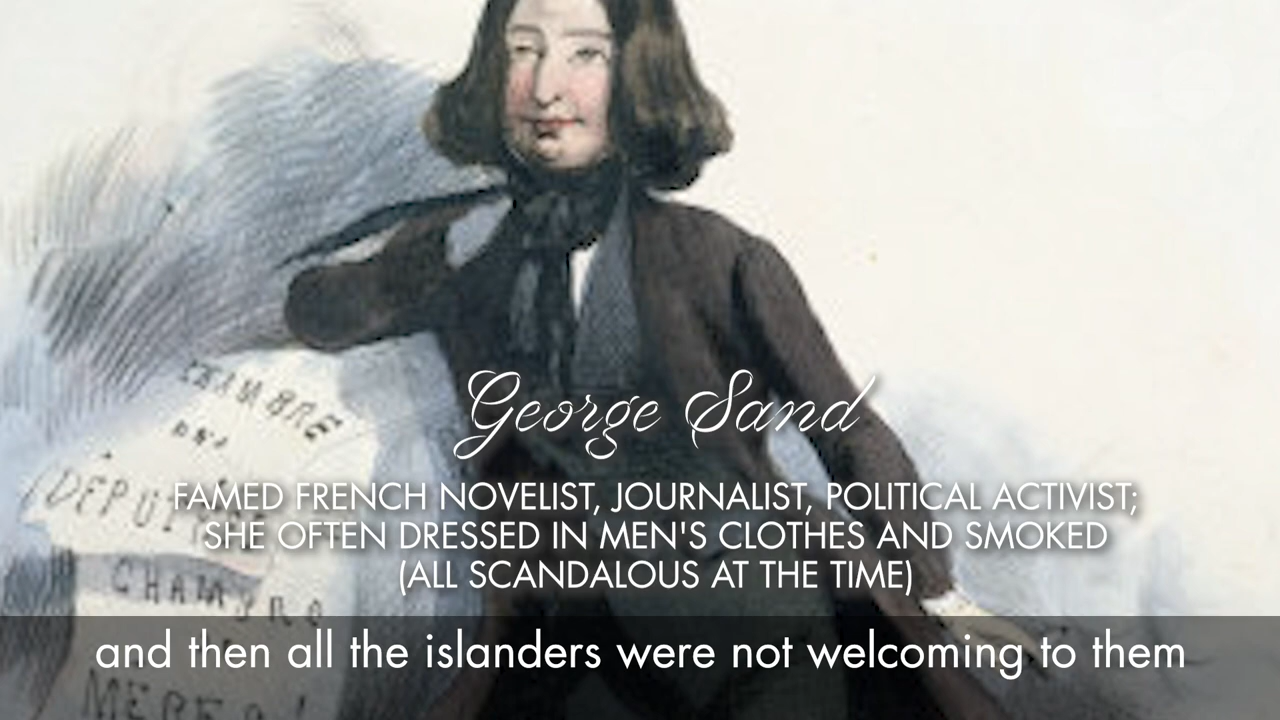 CHAMBRE
George Sand
FAMED FRENCH NOVELIST, JOURNALIST, POLITICAL ACTIVIST;
SHE OFTEN DRESSED IN MEN'S CLOTHES AND SMOKED
(ALL SCANDALOUS AT THE TIME)
and then all the islanders were not welcoming to them